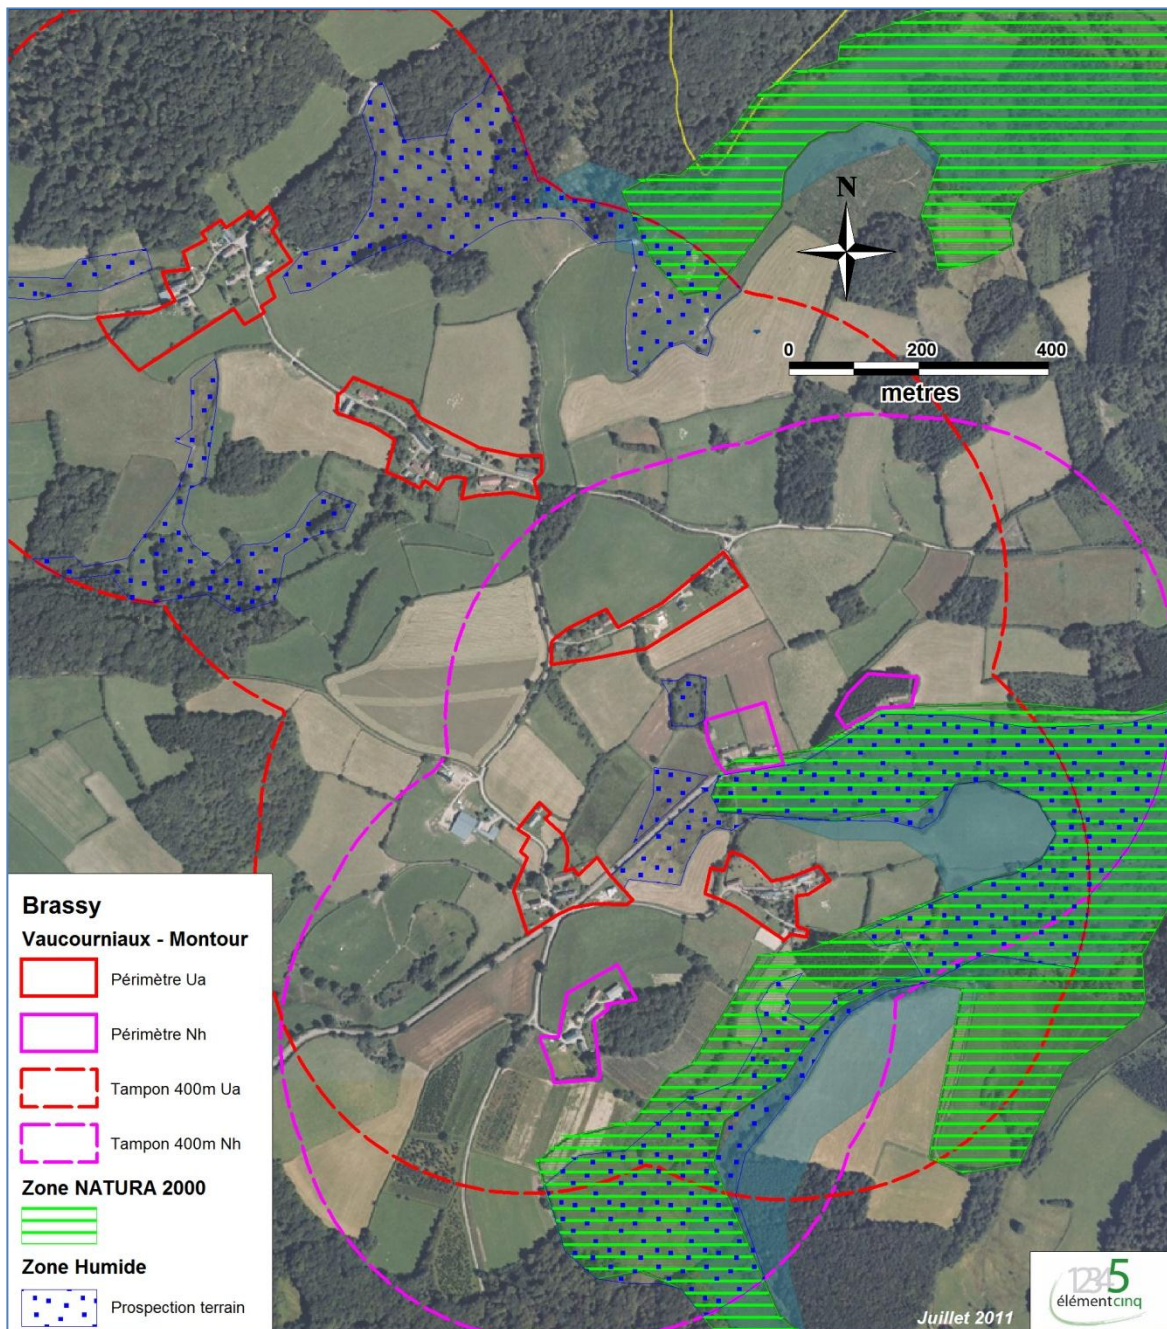 N
0 200 400
metres
Brassy
Vaucourniaux - Montour
Périmètre Ua
Périmètre Nh
Tampon 400m Ua
Tampon 400m Nh
Zone NATURA 2000
Zone Humide
Prospection terrain
Juillet 2011
12345
élémentcinq